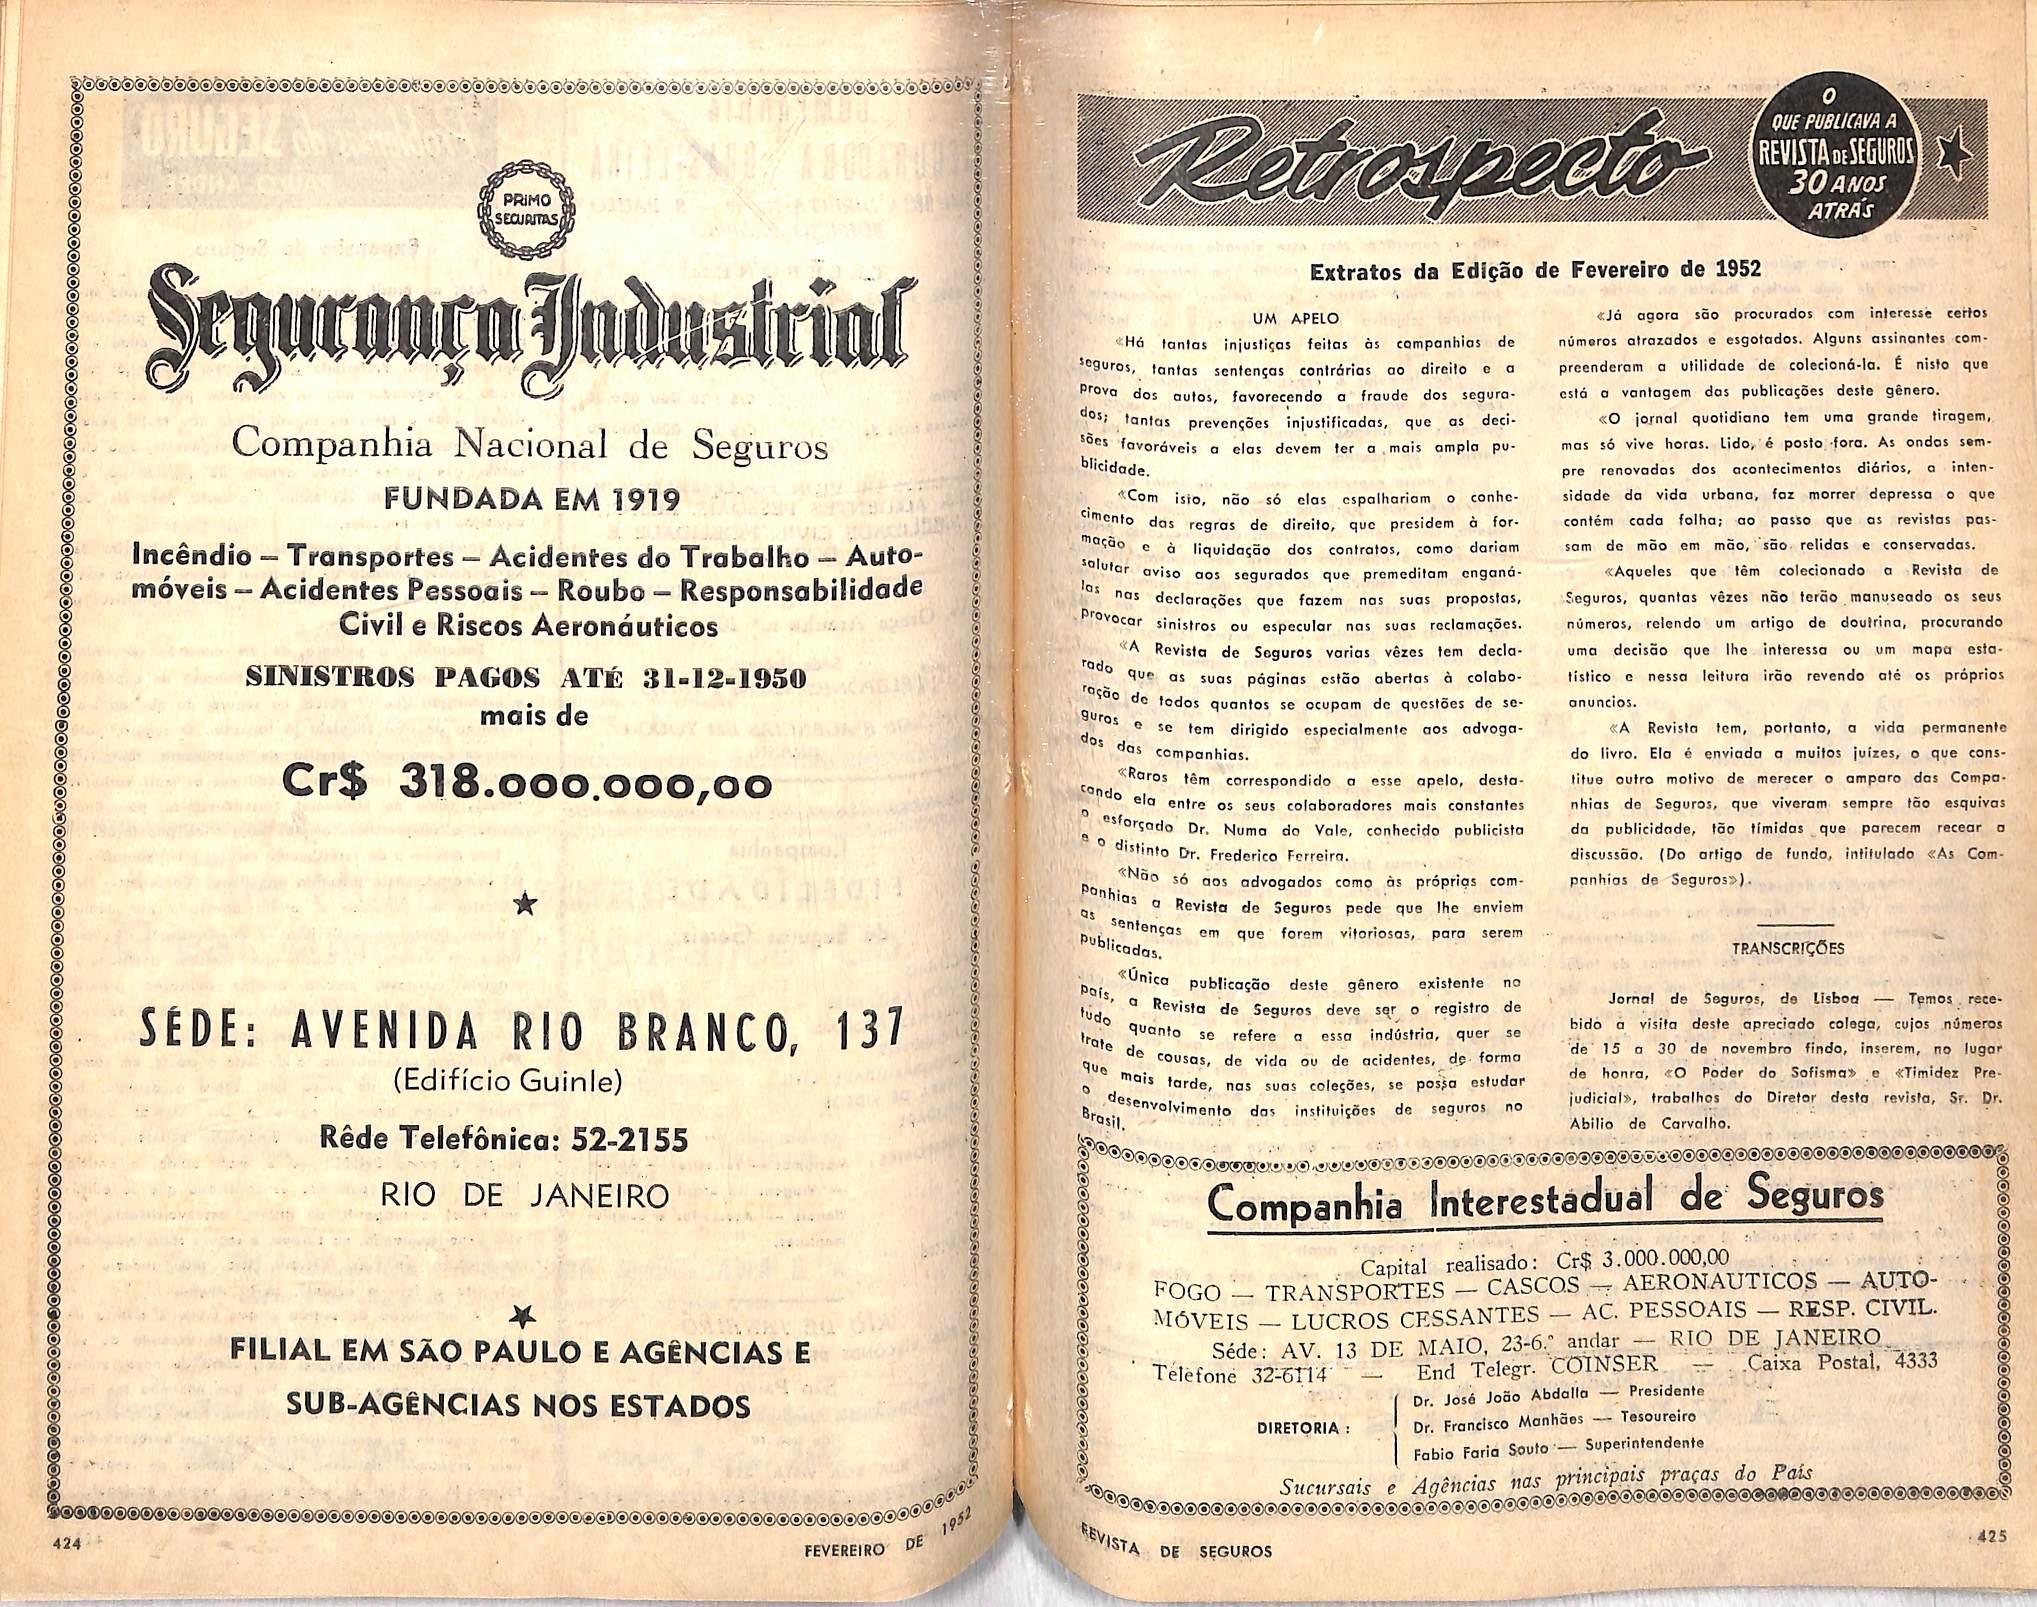 PRIMO
SECURITAS
Segurança Industrial
Companhia Nacional de Seguros
FUNDADA EM 1919
Incêndio — Transportes — Acidentes do Trabalho — Auto-
móveis — Acidentes Pessoais — Roubo — Responsabilidade
Civil e Riscos Aeronáuticos
SINISTROS PAGOS ATÉ 31-12-1950
mais de
Cr$ 318.000.000,00
SÉDE: AVENIDA RIO BRANCO, 137
(Edifício Guinle)
Rêde Telefônica: 52-2155
RIO DE JANEIRO
FILIAL EM SÃO PAULO E AGÊNCIAS E
SUB-AGÊNCIAS NOS ESTADOS
424
FEVEREIRO DE 1952
Retrospecto
O
QUE PUBLICAVA A
REVISTA DE SEGUROS
30 ANOS
ATRÁS
Extratos da Edição de Fevereiro de 1952
UM APELO
«Há tantas injustiças feitas às companhias de
seguros, tantas sentenças contrárias ao direito e a
prova dos autos, favorecendo a fraude dos segura-
dos; tantas prevenções injustificadas, que as deci-
sões favoráveis a elas devem ter a mais ampla pu-
blicidade.
«Com isto, não só elas espalhariam o conhe-
cimento das regras de direito, que presidem à for-
mação e à liquidação dos contratos, como dariam
salutar aviso aos segurados que premeditam enganá-
las nas declarações que fazem nas suas propostas,
provocar sinistros ou especular nas suas reclamações.
«A Revista de Seguros varias vêzes tem decla-
rado que as suas páginas estão abertas à colabo-
ração de todos quantos se ocupam de questões de se-
guros e se tem dirigido especialmente aos advoga-
dos das companhias.
«Raros têm correspondido a esse apelo, desta-
cando ela entre os seus colaboradores mais constantes
o esforçado Dr. Numa do Vale, conhecido publicista
e o distinto Dr. Frederico Ferreira.
«Não só aos advogados como às próprias com-
panhias a Revista de Seguros pede que lhe enviem
as sentenças em que forem vitoriosas, para serem
publicadas.
«Única publicação deste gênero existente no
país, a Revista de Seguros deve ser o registro de
tudo quanto se refere a essa indústria, quer se
trate de cousas, de vida ou de acidentes, de forma
que mais tarde, nas suas coleções, se possa estudar
o desenvolvimento das instituições de seguros no
Brasil.
«Já agora são procurados com interesse certos
números atrazados e esgotados. Alguns assinantes com-
preenderam a utilidade de colecioná-la. É nisto que
está a vantagem das publicações deste gênero.
«O jornal quotidiano tem uma grande tiragem,
mas só vive horas. Lido, é posto fora. As ondas sem-
pre renovadas dos acontecimentos diários, a inten-
sidade da vida urbana, faz morrer depressa o que
contém cada folha; ao passo que as revistas pas-
sam de mão em mão, são relidas e conservadas.
«Aqueles que têm colecionado a Revista de
Seguros, quantas vêzes não terão manuseado os seus
números, relendo um artigo de doutrina, procurando
uma decisão que lhe interessa ou um mapa esta-
tístico e nessa leitura irão revendo até os próprios
anuncios.
«A Revista tem, portanto, a vida permanente
do livro. Ela é enviada a muitos juízes, o que cons-
titue outro motivo de merecer o amparo das Compa-
nhias de Seguros, que viveram sempre tão esquivas
da publicidade, tão tímidas que parecem recear a
discussão. (Do artigo de fundo, intitulado «As Com-
panhias de Seguros»).
TRANSCRIÇÕES
Jornal de Seguros, de Lisboa — Temos rece-
bido a visita deste apreciado colega, cujos números
de 15 a 30 de novembro findo, inserem, no lugar
de honra, «O Poder do Sofisma» e «Timidez Pre-
judicial», trabalhos do Diretor desta revista, Sr. Dr.
Abilio de Carvalho.
Companhia Interestadual de Seguros
Capital realisado: Cr$ 3.000.000,00
FOGO — TRANSPORTES — CASCOS — AERONAUTICOS — AUTO-
MÓVEIS — LUCROS CESSANTES — AC. PESSOAIS — RESP. CIVIL.
Séde: AV. 13 DE MAIO, 23-6.º andar — RIO DE JANEIRO
Telefone 32-6114 — End Telegr. COINSER — Caixa Postal, 4333
DIRETORIA :
Dr. José João Abdalla — Presidente
Dr. Francisco Manhães — Tesoureiro
Fabio Faria Souto — Superintendente
Sucursais e Agências nas principais praças do País
REVISTA DE SEGUROS
425